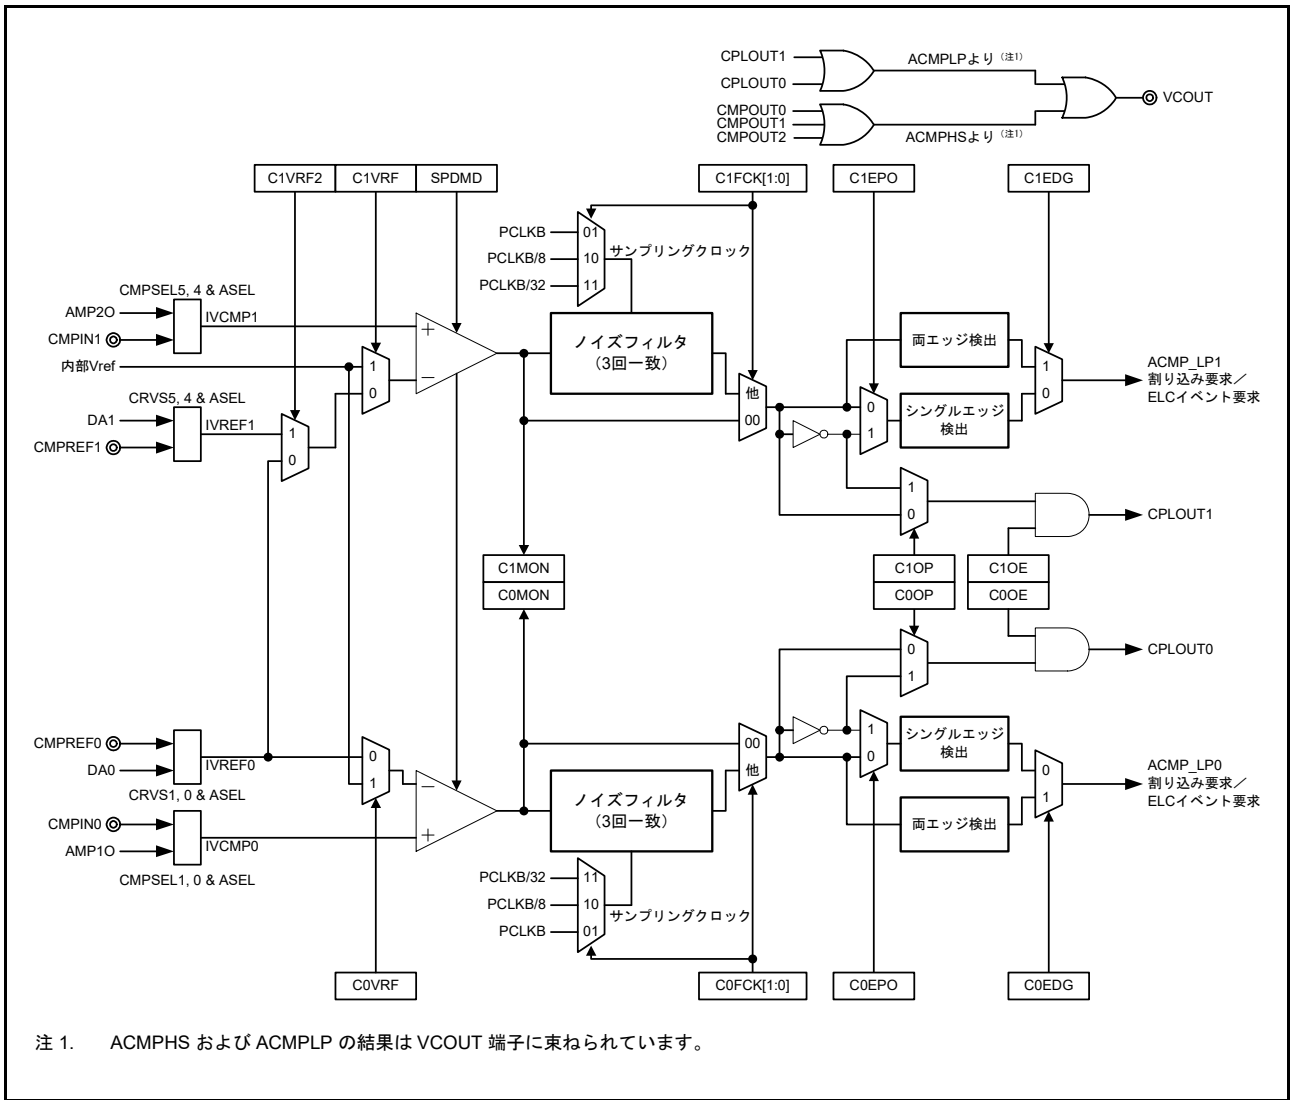 CPLOUT1
CPLOUT0
ACMPLPより (注1)
CMPOUT0
CMPOUT1
CMPOUT2
ACMPHSより (注1)
VCOUT
C1VRF2
C1VRF
SPDMD
C1FCK[1:0]
C1EPO
C1EDG
PCLKB
01
PCLKB/8
10
PCLKB/32
11
サンプリングクロック
CMPSEL5, 4 & ASEL
AMP2O
CMPIN1
IVCMP1
内部Vref
CRVS5, 4 & ASEL
DA1
CMPREF1
IVREF1
1
0
1
0
+
−
ノイズフィルタ
(3回一致)
他
00
0
1
両エッジ検出
シングルエッジ
検出
1
0
ACMP_LP1
割り込み要求／
ELCイベント要求
1
0
CPLOUT1
C1MON
C0MON
C1OP
C0OP
C1OE
C0OE
0
1
CPLOUT0
CMPREF0
DA0
IVREF0
CRVS1, 0 & ASEL
CMPIN0
AMP1O
IVCMP0
CMPSEL1, 0 & ASEL
0
1
−
+
ノイズフィルタ
(3回一致)
00
他
1
0
シングルエッジ
検出
両エッジ検出
0
1
ACMP_LP0
割り込み要求／
ELCイベント要求
PCLKB/32
11
PCLKB/8
10
PCLKB
01
サンプリングクロック
C0VRF
C0FCK[1:0]
C0EPO
C0EDG
注 1. ACMPHS および ACMPLP の結果は VCOUT 端子に束ねられています。